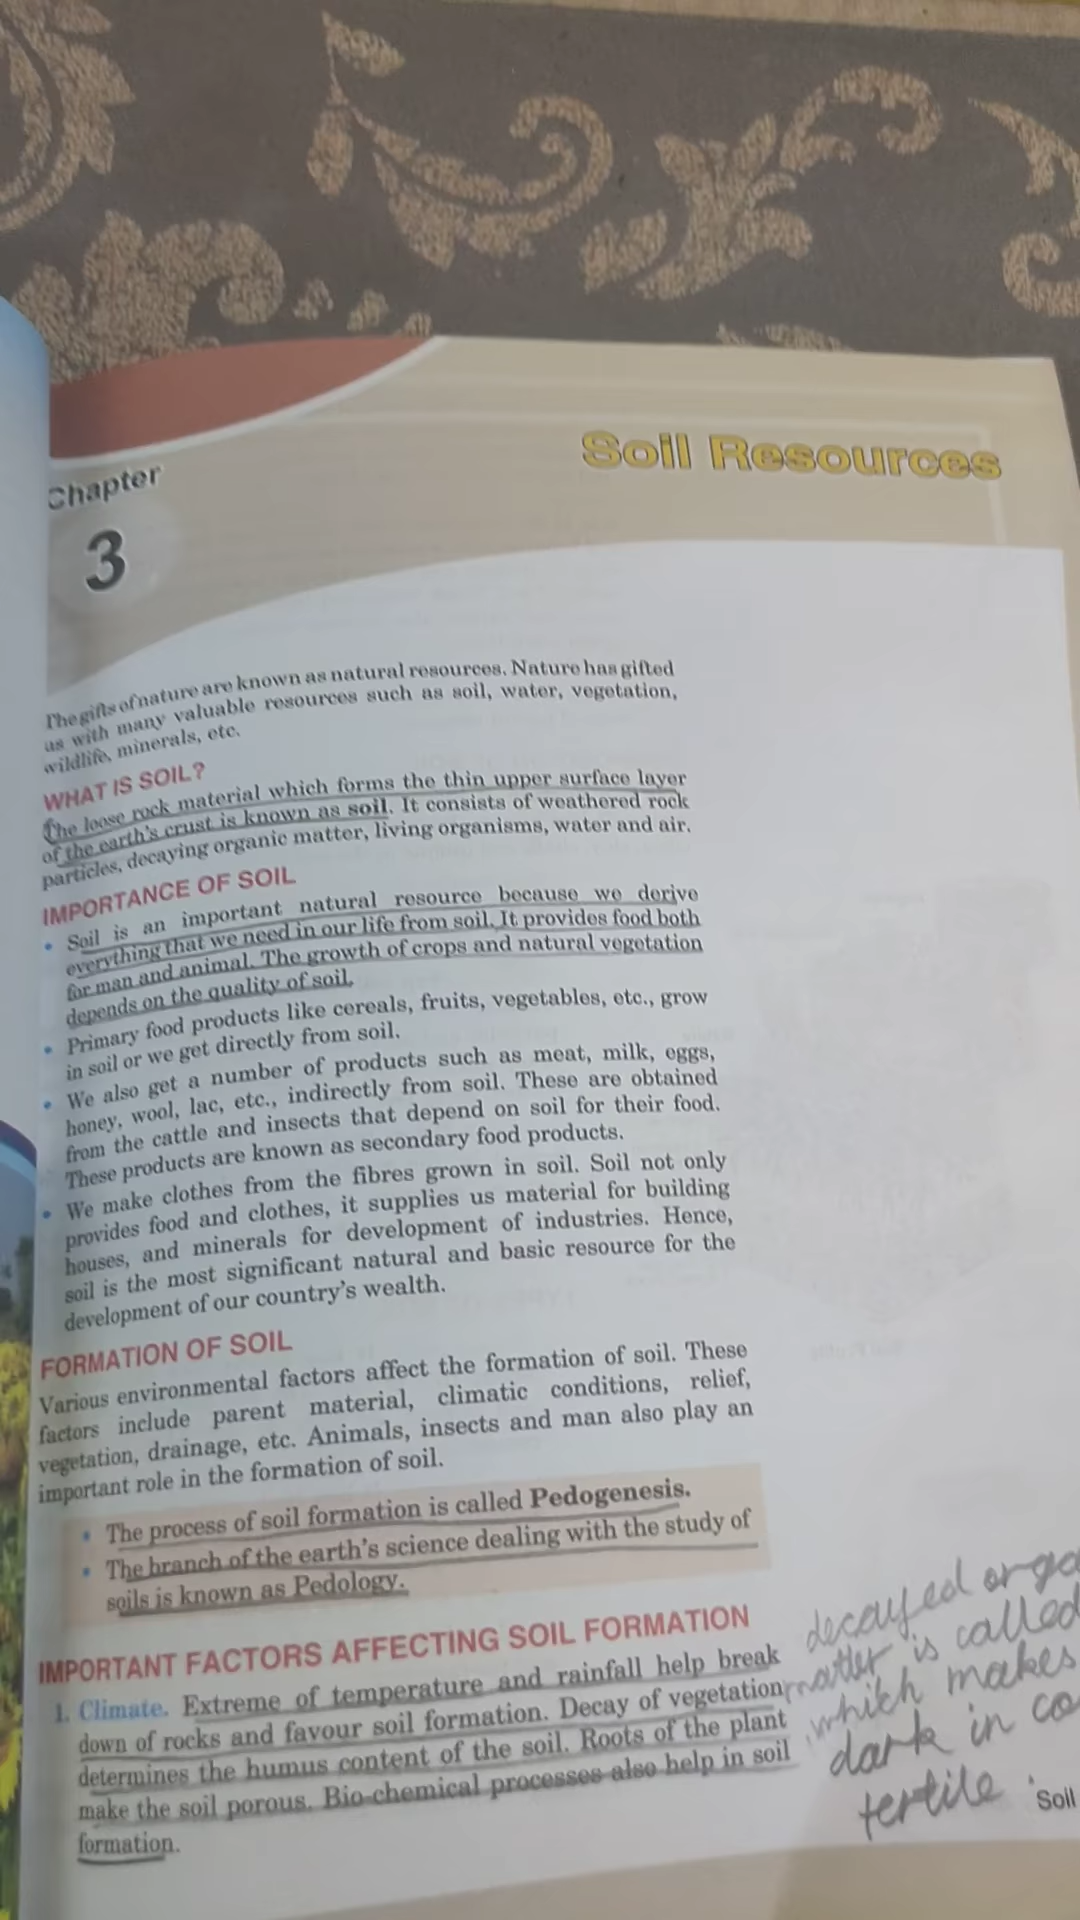 Soil Resources
Chapter
3
The gifts of nature are known as natural resources. Nature has gifted
us with many valuable resources such as soil, water, vegetation,
wildlife, minerals, etc.
WHAT IS SOIL?
The loose rock material which forms the thin upper surface layer
of the earth's crust is known as soil. It consists of weathered rock
particles, decaying organic matter, living organisms, water and air.
IMPORTANCE OF SOIL
• Soil is an important natural resource because we derive
everything that we need in our life from soil. It provides food both
for man and animal. The growth of crops and natural vegetation
depends on the quality of soil.
• Primary food products like cereals, fruits, vegetables, etc., grow
in soil or we get directly from soil.
• We also get a number of products such as meat, milk, eggs,
honey, wool, lac, etc., indirectly from soil. These are obtained
from the cattle and insects that depend on soil for their food.
These products are known as secondary food products.
• We make clothes from the fibres grown in soil. Soil not only
provides food and clothes, it supplies us material for building
houses, and minerals for development of industries. Hence,
soil is the most significant natural and basic resource for the
development of our country's wealth.
FORMATION OF SOIL
Various environmental factors affect the formation of soil. These
factors include parent material, climatic conditions, relief,
vegetation, drainage, etc. Animals, insects and man also play an
important role in the formation of soil.
• The process of soil formation is called Pedogenesis.
• The branch of the earth's science dealing with the study of
soils is known as Pedology.
IMPORTANT FACTORS AFFECTING SOIL FORMATION
1. Climate. Extreme of temperature and rainfall help break
down of rocks and favour soil formation. Decay of vegetation
determines the humus content of the soil. Roots of the plant
make the soil porous. Bio-chemical processes also help in soil
formation.
decayed orga
matter is called
which makes
dark in co
fertile
Soil